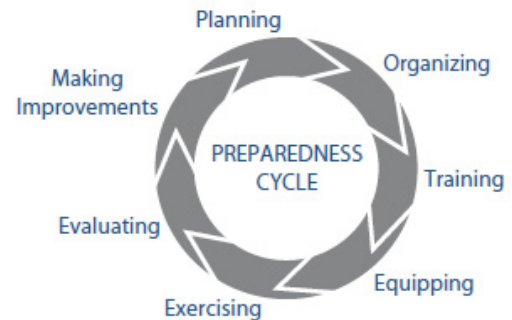 Planning
Organizing
Making
Improvements
PREPAREDNESS
CYCLE
Training
Evaluating
Equipping
Exercising